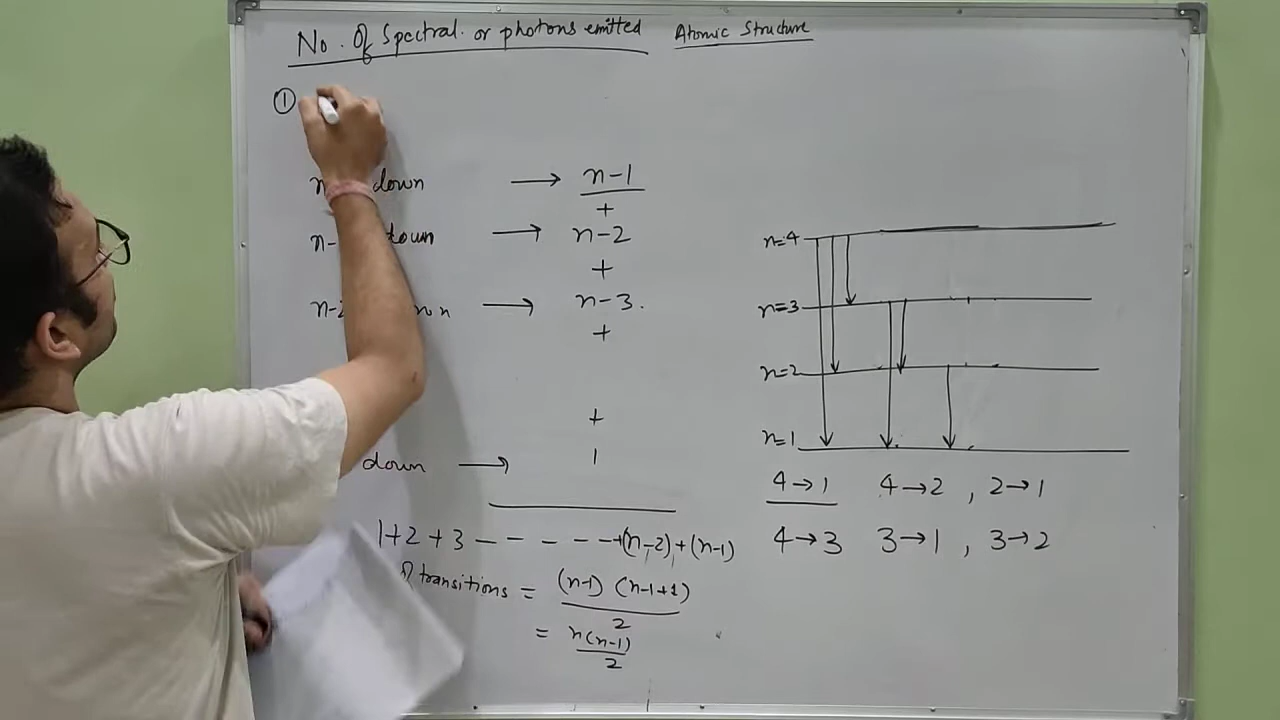 No. of Spectral or photons emitted Atomic Structure
①
down → n-1
+
n- down → n-2
+
n-2 → n-3.
+
+
down → 1
1+2+3 - - - - - +(n-2)+(n-1)
of transitions = (n-1) (n-1+1)
2
= n(n-1)
2
n=4
n=3
n=2
n=1
4→1 4→2 , 2→1
4→3 3→1 , 3→2